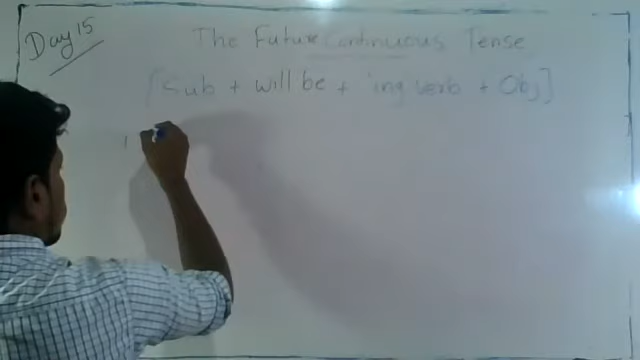 Day 15
The Future Continuous Tense
[Sub + will be + 'ing verb + Obj]